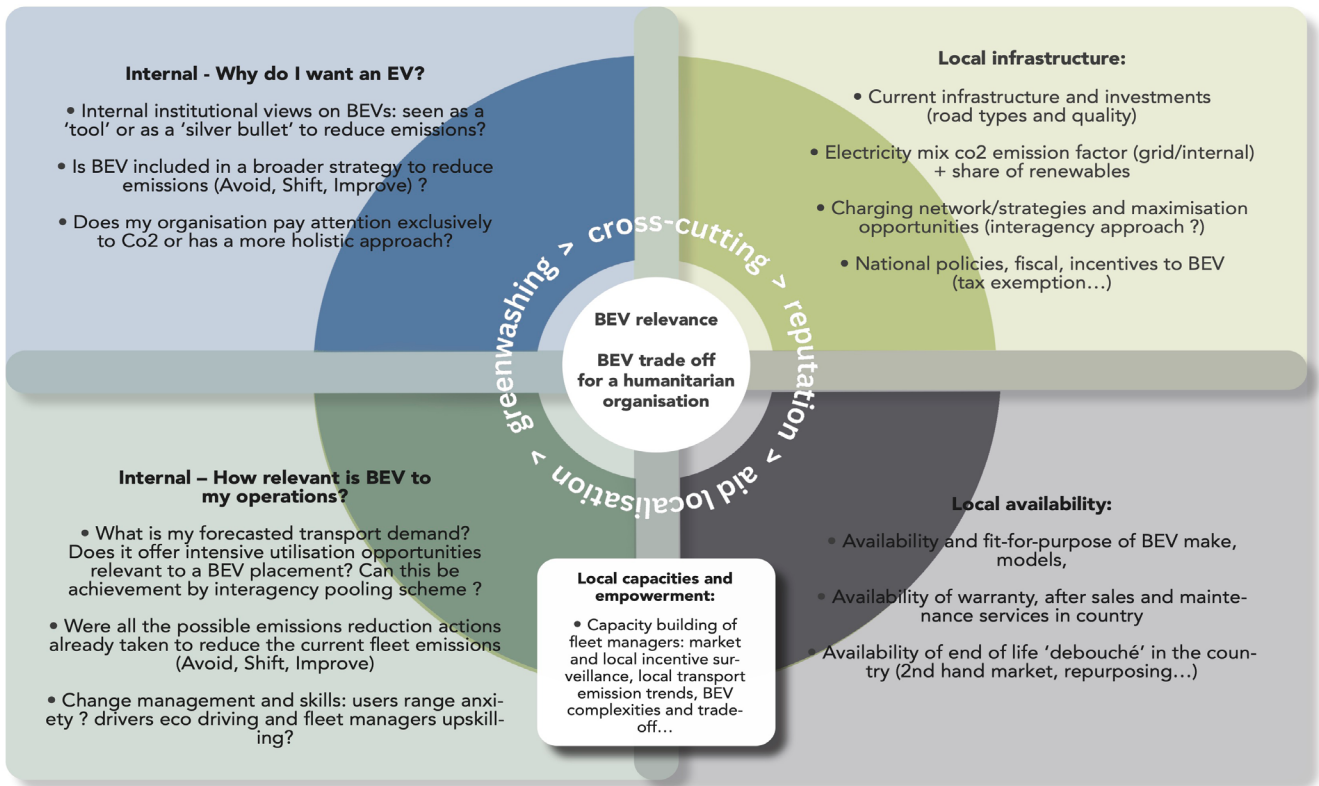 Internal - Why do I want an EV?
• Internal institutional views on BEVs: seen as a
‘tool’ or as a ‘silver bullet’ to reduce emissions?
• Is BEV included in a broader strategy to reduce
emissions (Avoid, Shift, Improve) ?
• Does my organisation pay attention exclusively
to Co2 or has a more holistic approach?
Local infrastructure:
• Current infrastructure and investments
(road types and quality)
• Electricity mix co2 emission factor (grid/internal)
+ share of renewables
• Charging network/strategies and maximisation
opportunities (interagency approach ?)
• National policies, fiscal, incentives to BEV
(tax exemption…)
greenwashing > cross-cutting > reputation > aid localisation >
BEV relevance
BEV trade off
for a humanitarian
organisation
Internal – How relevant is BEV to
my operations?
• What is my forecasted transport demand?
Does it offer intensive utilisation opportunities
relevant to a BEV placement? Can this be
achievement by interagency pooling scheme ?
• Were all the possible emissions reduction actions
already taken to reduce the current fleet emissions
(Avoid, Shift, Improve)
• Change management and skills: users range anxi-
ety ? drivers eco driving and fleet managers upskill-
ing?
Local capacities and
empowerment:
• Capacity building of
fleet managers: market
and local incentive sur-
veillance, local transport
emission trends, BEV
complexities and trade-
off…
Local availability:
• Availability and fit-for-purpose of BEV make,
models,
• Availability of warranty, after sales and mainte-
nance services in country
• Availability of end of life ‘debouché’ in the coun-
try (2nd hand market, repurposing…)